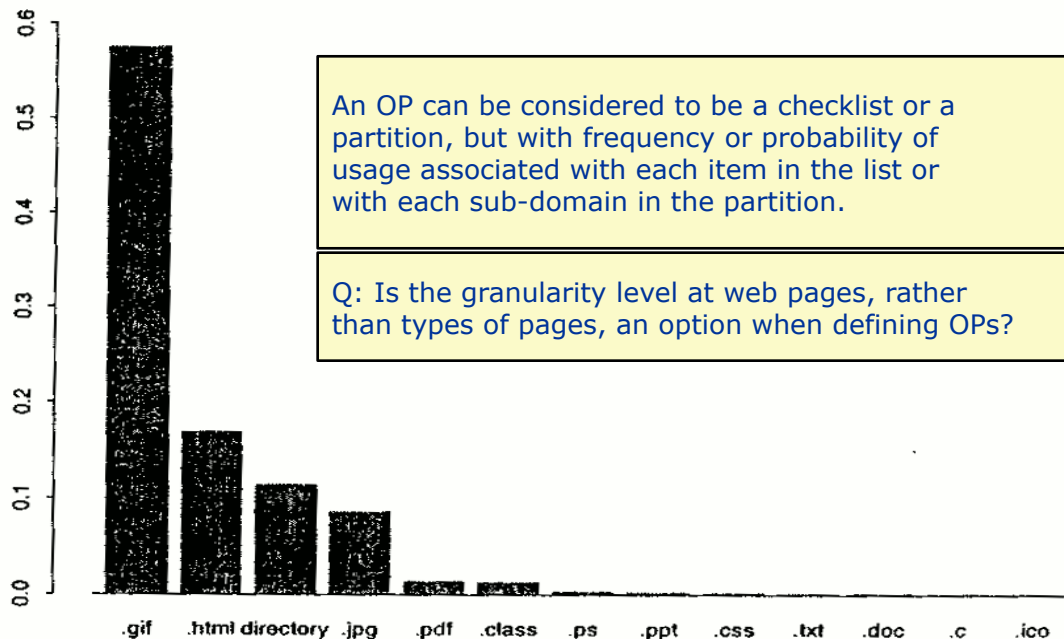 0.6
0.5
0.4
0.3
0.2
0.1
0.0
An OP can be considered to be a checklist or a
partition, but with frequency or probability of
usage associated with each item in the list or
with each sub-domain in the partition.
Q: Is the granularity level at web pages, rather
than types of pages, an option when defining OPs?
.gif .html directory .jpg .pdf .class .ps .ppt .css .txt .doc .c .ico